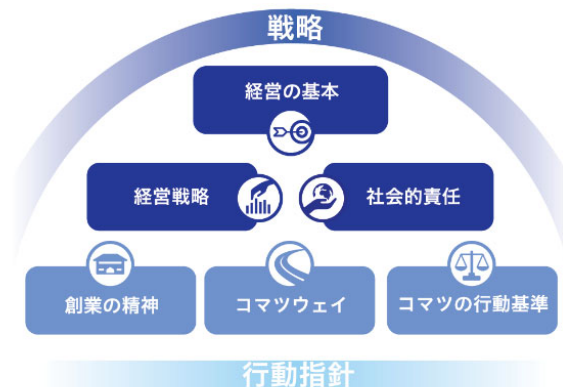 戦略
経営の基本
経営戦略
社会的責任
創業の精神
コマツウェイ
コマツの行動基準
行動指針